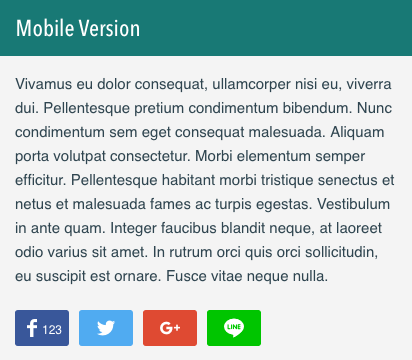 Mobile Version
Vivamus eu dolor consequat, ullamcorper nisi eu, viverra
dui. Pellentesque pretium condimentum bibendum. Nunc
condimentum sem eget consequat malesuada. Aliquam
porta volutpat consectetur. Morbi elementum semper
efficitur. Pellentesque habitant morbi tristique senectus et
netus et malesuada fames ac turpis egestas. Vestibulum
in ante quam. Integer faucibus blandit neque, at laoreet
odio varius sit amet. In rutrum orci quis orci sollicitudin,
eu suscipit est ornare. Fusce vitae neque nulla.
f 123 G+ LINE